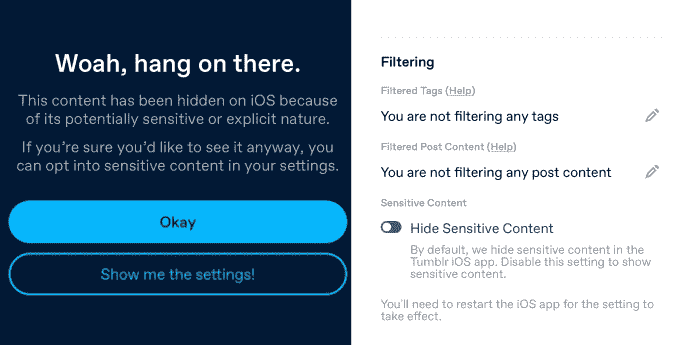 Woah, hang on there.
This content has been hidden on iOS because
of its potentially sensitive or explicit nature.
If you're sure you'd like to see it anyway, you
can opt into sensitive content in your settings.
Okay
Show me the settings!
Filtering
Filtered Tags (Help)
You are not filtering any tags
Filtered Post Content (Help)
You are not filtering any post content
Sensitive Content
Hide Sensitive Content
By default, we hide sensitive content in the
Tumblr iOS app. Disable this setting to show
sensitive content.
You'll need to restart the iOS app for the setting to
take effect.